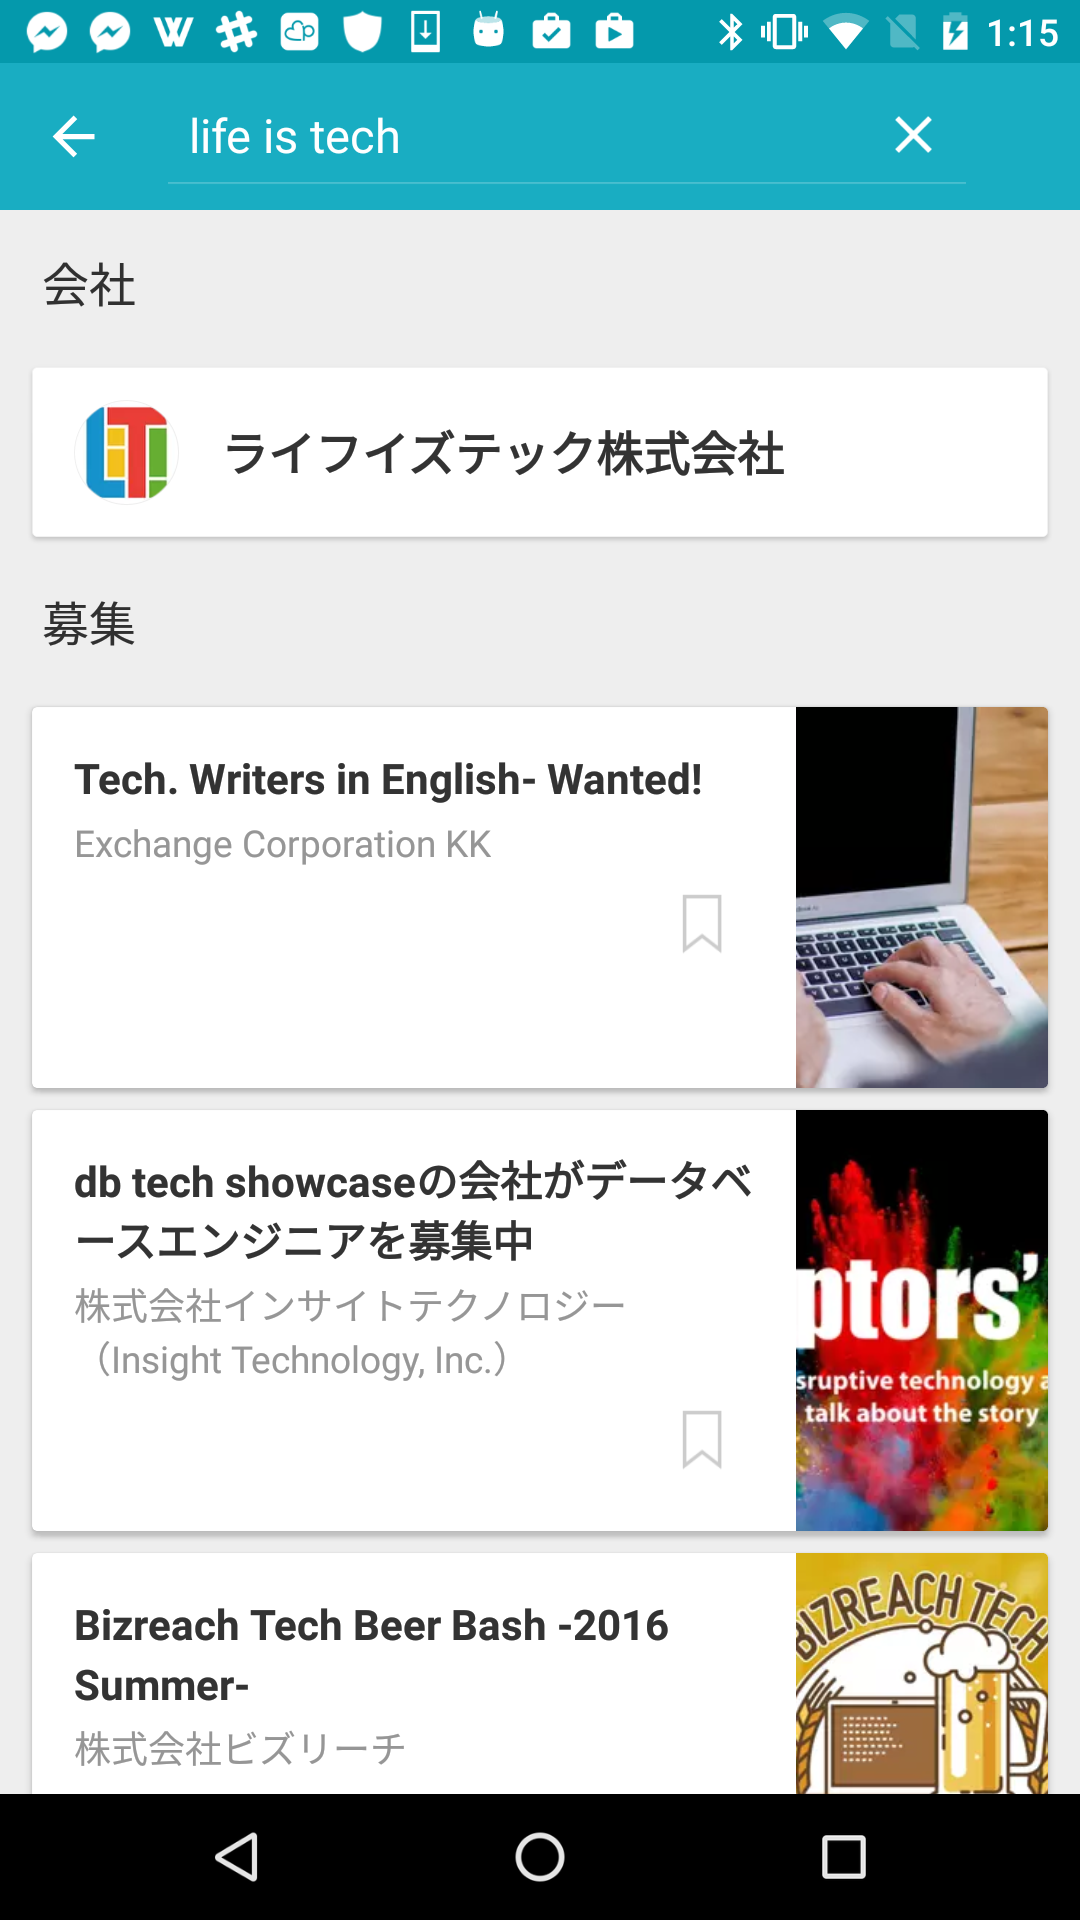 1:15
life is tech
会社
ライフイズテック株式会社
募集
Tech. Writers in English- Wanted!
Exchange Corporation KK
db tech showcaseの会社がデータベ
ースエンジニアを募集中
株式会社インサイトテクノロジー
（Insight Technology, Inc.）
ptors’
sruptive technology a
talk about the story
Bizreach Tech Beer Bash -2016
Summer-
株式会社ビズリーチ
BIZREACH TECH